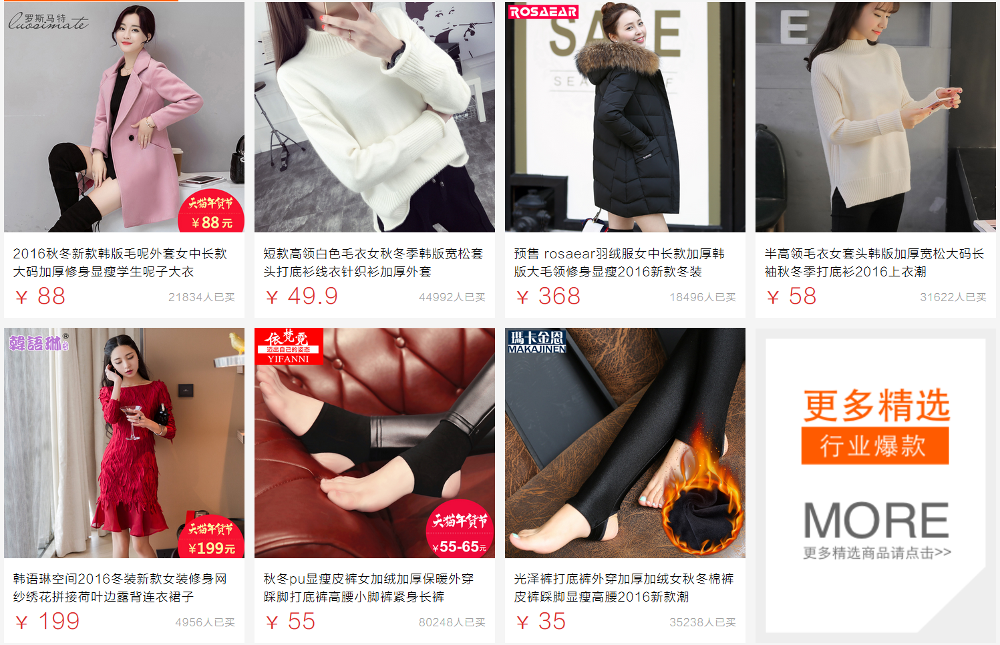 罗斯马特
luosimate
天猫年货节
￥88元
SALE
ROSAEAR
E
2016秋冬新款韩版毛呢外套女中长款
大码加厚修身显瘦学生呢子大衣
¥ 88
21834人已买
短款高领白色毛衣女秋冬季韩版宽松套
头打底衫线衣针织衫加厚外套
¥ 49.9
44992人已买
预售 rosaear羽绒服女中长款加厚韩
版大毛领修身显瘦2016新款冬装
¥ 368
18496人已买
半高领毛衣女套头韩版加厚宽松大码长
袖秋冬季打底衫2016上衣潮
¥ 58
31622人已买
韓語琳®
天猫年货节
¥199元
依梵霓
迈出自己的姿态
YIFANNI
天猫年货节
¥55-65元
瑪卡金恩
MAKAJINEN
更多精选
行业爆款
MORE
更多精选商品请点击>>
韩语琳空间2016冬装新款女装修身网
纱绣花拼接荷叶边露背连衣裙子
¥ 199
4956人已买
秋冬pu显瘦皮裤女加绒加厚保暖外穿
踩脚打底裤高腰小脚裤紧身长裤
¥ 55
80248人已买
光泽裤打底裤外穿加厚加绒女秋冬棉裤
皮裤踩脚显瘦高腰2016新款潮
¥ 35
35238人已买